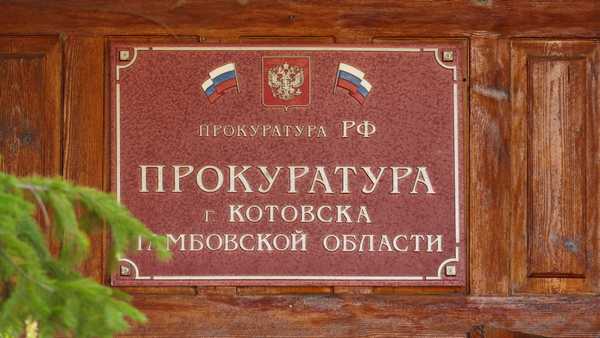 ПРОКУРАТУРА РФ
ПРОКУРАТУРА
г. КОТОВСКА
ТАМБОВСКОЙ ОБЛАСТИ